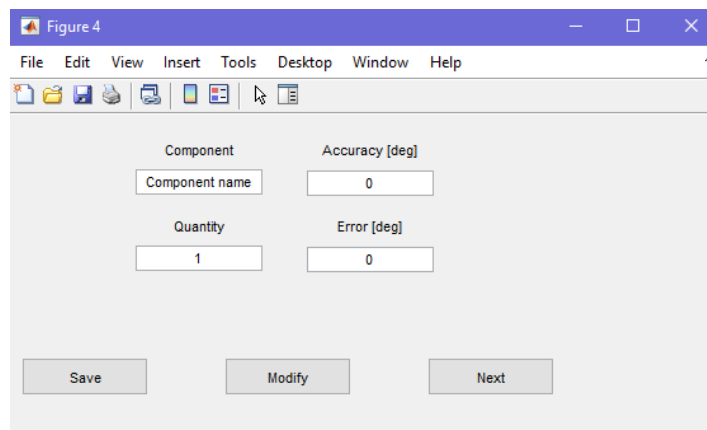 Figure 4
File Edit View Insert Tools Desktop Window Help
Component Accuracy [deg]
Component name 0
Quantity Error [deg]
1 0
Save Modify Next